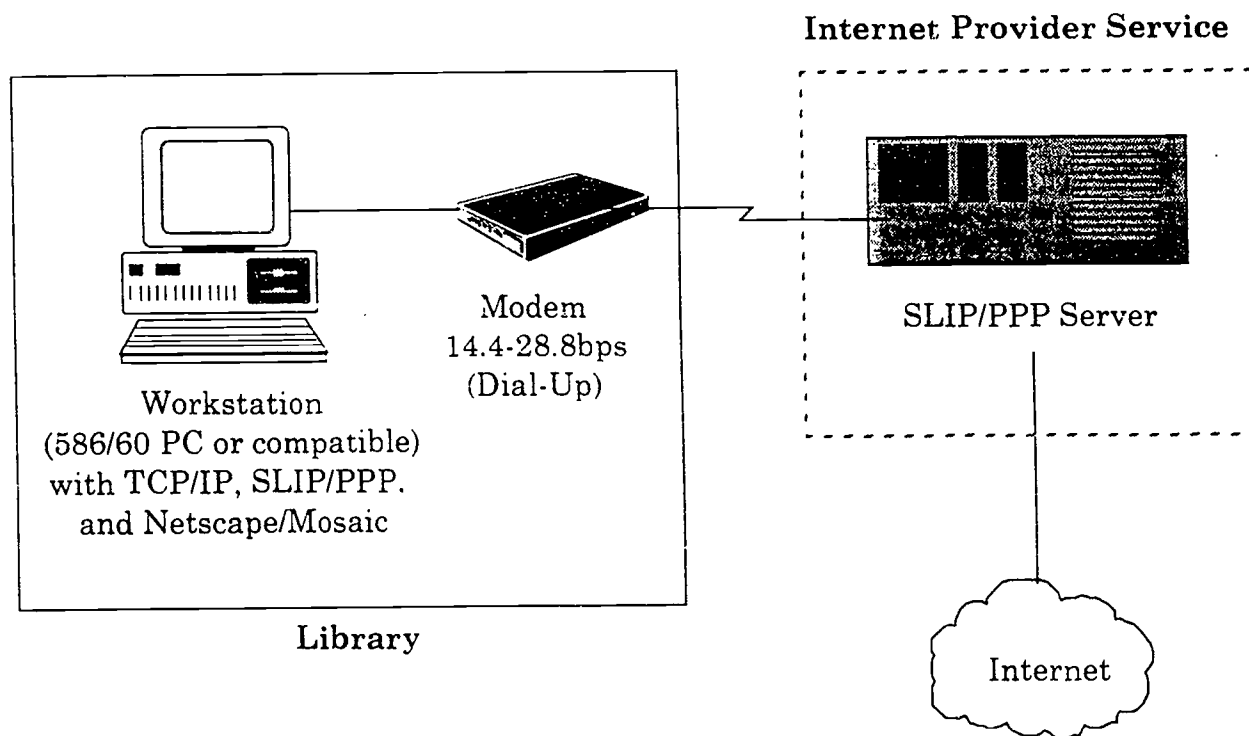 Internet Provider Service
Modem
14.4-28.8bps
(Dial-Up)
SLIP/PPP Server
Workstation
(586/60 PC or compatible)
with TCP/IP, SLIP/PPP.
and Netscape/Mosaic
Library
Internet